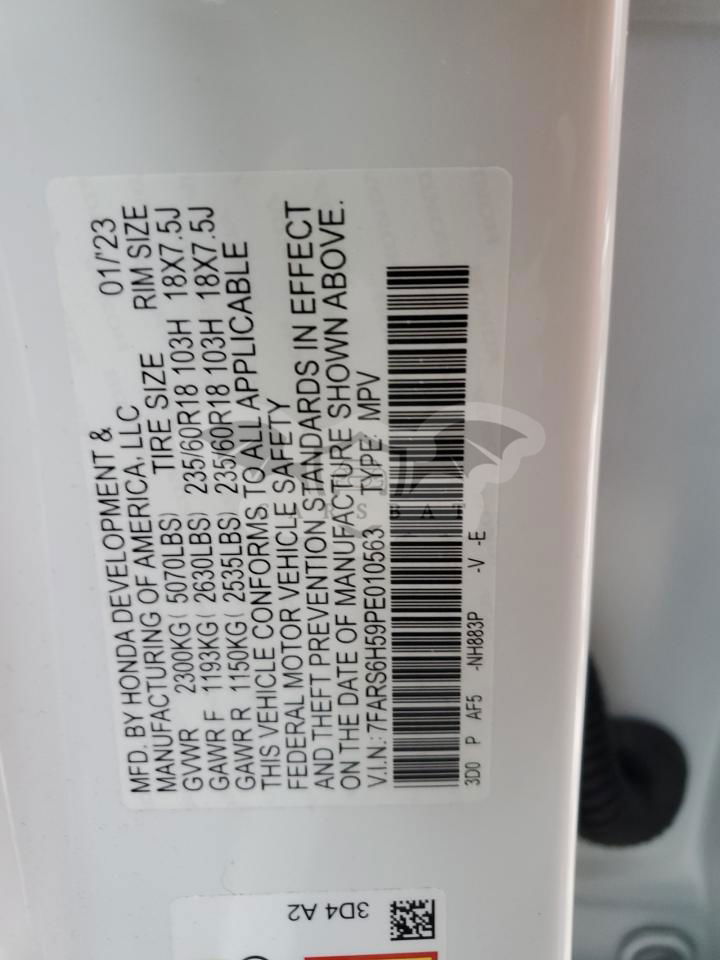 MFD. BY HONDA DEVELOPMENT &
MANUFACTURING OF AMERICA, LLC 01/'23
GVWR 2300KG( 5070LBS) TIRE SIZE RIM SIZE
GAWR F 1193KG( 2630LBS) 235/60R18 103H 18X7.5J
GAWR R 1150KG( 2535LBS) 235/60R18 103H 18X7.5J
THIS VEHICLE CONFORMS TO ALL APPLICABLE
FEDERAL MOTOR VEHICLE SAFETY
AND THEFT PREVENTION STANDARDS IN EFFECT
ON THE DATE OF MANUFACTURE SHOWN ABOVE.
V.I.N.: 7FARS6H59PE010563 TYPE: MPV
3D0 P AF5 -NH883P -V -E
3D4 A2